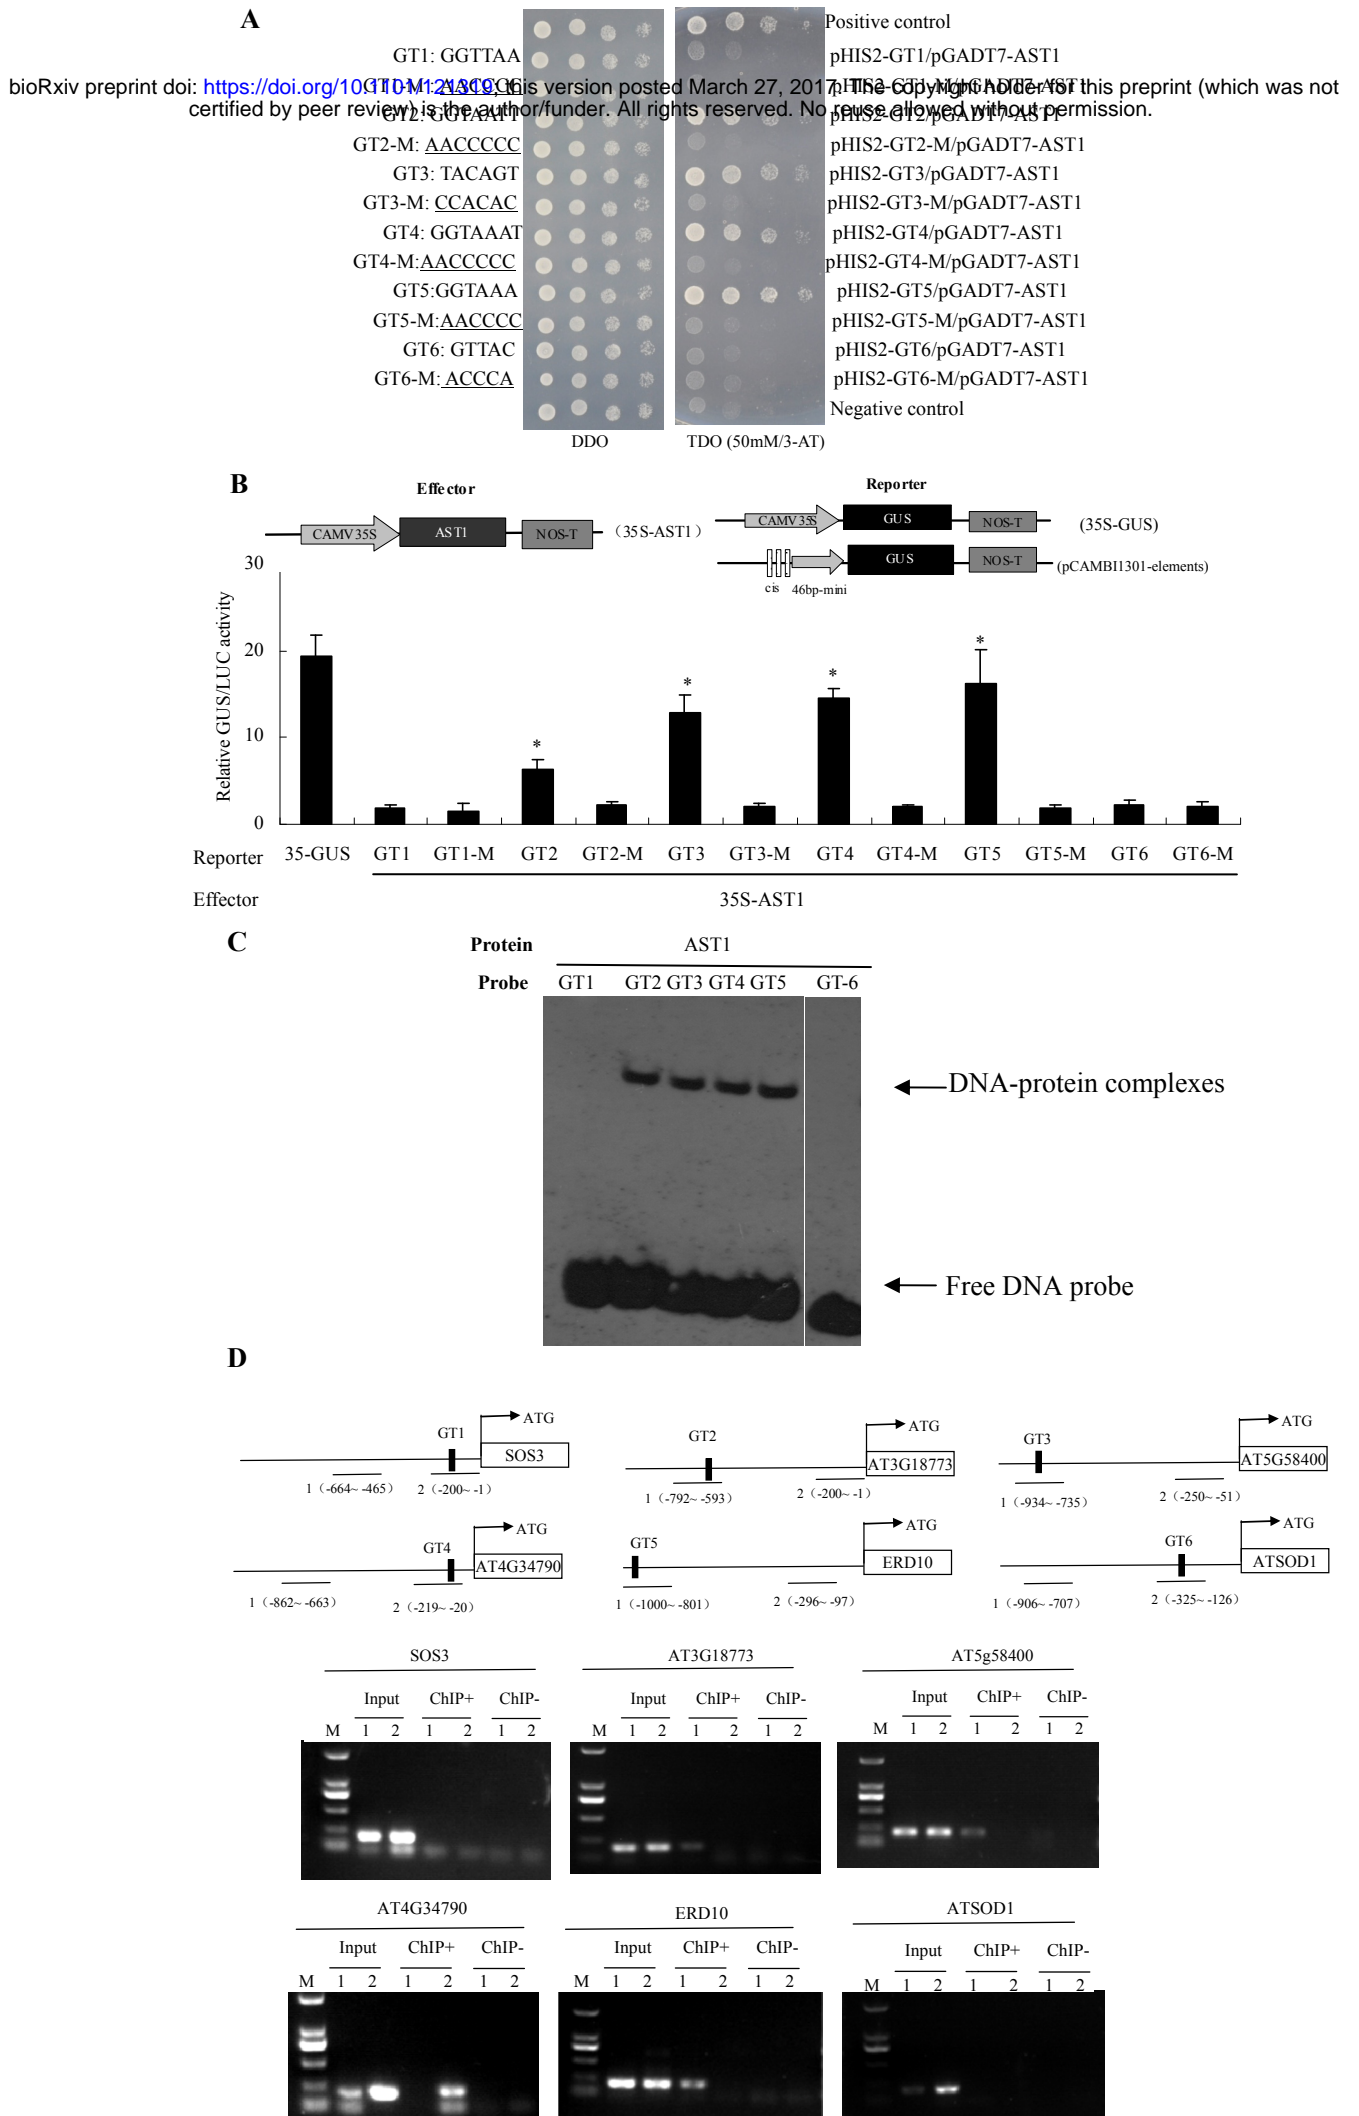 A
Positive control
GT1: GGTTAA
pHIS2-GT1/pGADT7-AST1
bioRxiv preprint doi: https://doi.org/10.1101/121319; this version posted March 27, 2017. The copyright holder for this preprint (which was not
certified by peer review) is the author/funder. All rights reserved. No reuse allowed without permission.
GT2: GGTAATT
pHIS2-GT2/pGADT7-AST1
GT2-M: AACCCCC
pHIS2-GT2-M/pGADT7-AST1
GT3: TACAGT
pHIS2-GT3/pGADT7-AST1
GT3-M: CCACAC
pHIS2-GT3-M/pGADT7-AST1
GT4: GGTAAAT
pHIS2-GT4/pGADT7-AST1
GT4-M:AACCCCC
pHIS2-GT4-M/pGADT7-AST1
GT5:GGTAAA
pHIS2-GT5/pGADT7-AST1
GT5-M:AACCCC
pHIS2-GT5-M/pGADT7-AST1
GT6: GTTAC
pHIS2-GT6/pGADT7-AST1
GT6-M: ACCCA
pHIS2-GT6-M/pGADT7-AST1
Negative control
DDO TDO (50mM/3-AT)
B
Effector
Reporter
CAMV35S AST1 NOS-T (35S-AST1)
CAMV35S GUS NOS-T (35S-GUS)
GUS NOS-T (pCAMBI1301-elements)
cis 46bp-mini
Relative GUS/LUC activity
30
20
10
0
* * * *
Reporter 35-GUS GT1 GT1-M GT2 GT2-M GT3 GT3-M GT4 GT4-M GT5 GT5-M GT6 GT6-M
Effector 35S-AST1
C
Protein AST1
Probe GT1 GT2 GT3 GT4 GT5 GT-6
DNA-protein complexes
Free DNA probe
D
GT1 ATG SOS3
1 (-664~ -465) 2 (-200~ -1)
GT2 ATG AT3G18773
1 (-792~ -593) 2 (-200~ -1)
GT3 ATG AT5G58400
1 (-934~ -735) 2 (-250~ -51)
GT4 ATG AT4G34790
1 (-862~ -663) 2 (-219~ -20)
GT5 ATG ERD10
1 (-1000~ -801) 2 (-296~ -97)
GT6 ATG ATSOD1
1 (-906~ -707) 2 (-325~ -126)
SOS3 AT3G18773 AT5g58400
Input ChIP+ ChIP- Input ChIP+ ChIP- Input ChIP+ ChIP-
M 1 2 1 2 1 2 M 1 2 1 2 1 2 M 1 2 1 2 1 2
AT4G34790 ERD10 ATSOD1
Input ChIP+ ChIP- Input ChIP+ ChIP- Input ChIP+ ChIP-
M 1 2 1 2 1 2 M 1 2 1 2 1 2 M 1 2 1 2 1 2